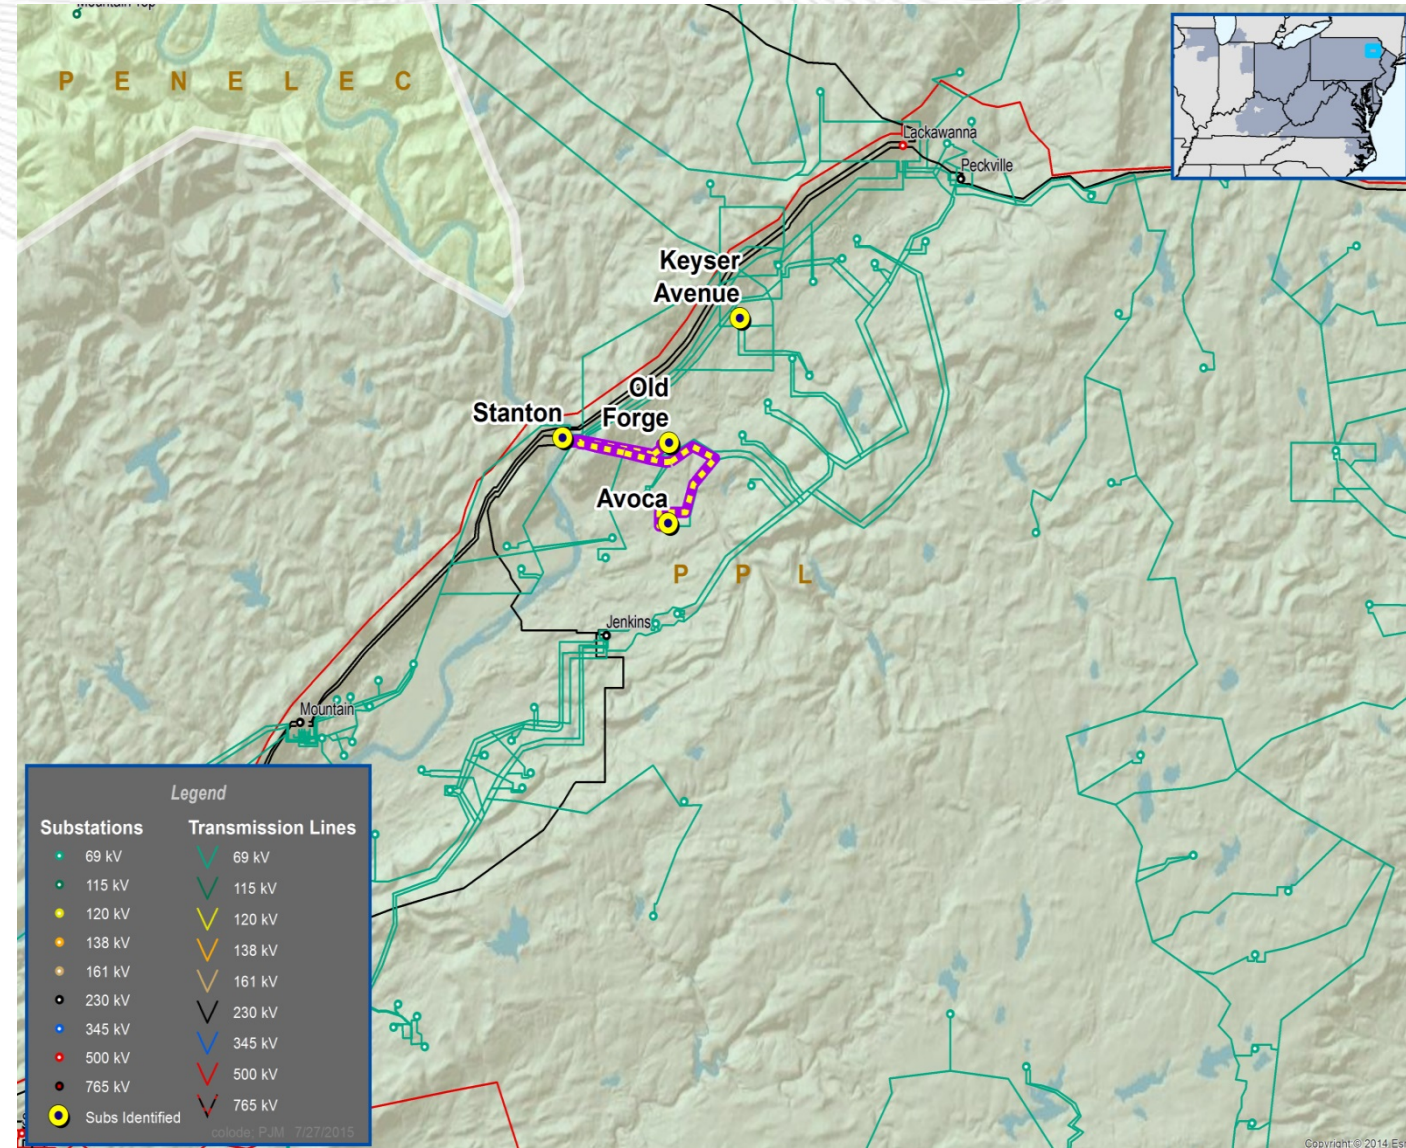 Mountain Top
P E N E L E C
Lackawanna
Peckville
Keyser
Avenue
Old
Forge
Stanton
Avoca
P P L
Jenkins
Mountain
Legend
Substations
Transmission Lines
69 kV
69 kV
115 kV
115 kV
120 kV
120 kV
138 kV
138 kV
161 kV
161 kV
230 kV
230 kV
345 kV
345 kV
500 kV
500 kV
765 kV
765 kV
Subs Identified
colode, PJM 7/27/2015
Copyright:© 2014 Es